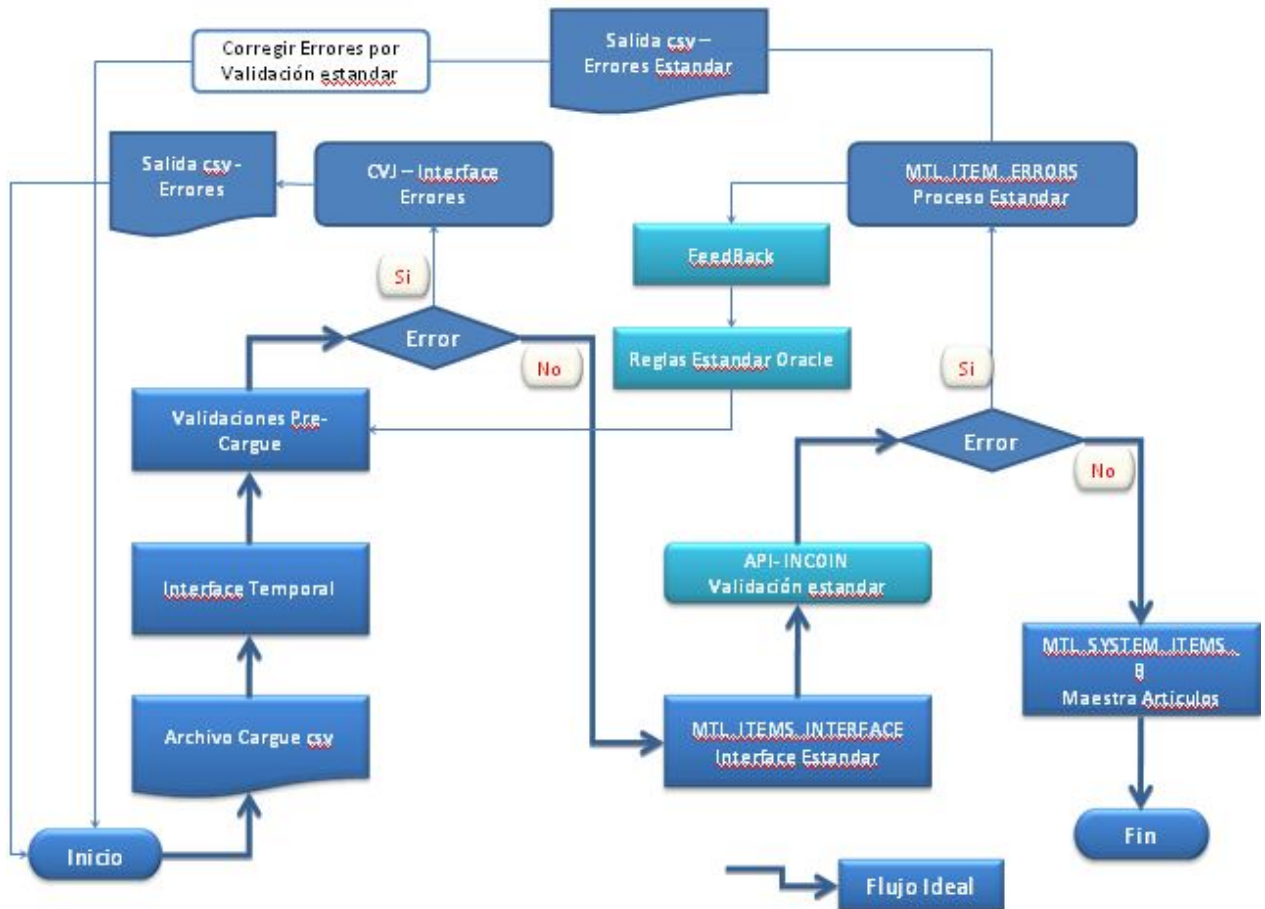 Corregir Errores por
Validación estandar
Salida csv –
Errores Estandar
Salida csv -
Errores
CVJ – Interface
Errores
MTL_ITEM_ERRORS
Proceso Estandar
FeedBack
Si
Error
Reglas Estandar Oracle
No
Si
Validaciones Pre-
Cargue
Error
No
API- INCOIN
Validación estandar
Interface Temporal
MTL_SYSTEM_ITEMS_
B
Maestra Artículos
Archivo Cargue csv
MTL_ITEMS_INTERFACE
Interface Estandar
Inicio
Fin
Flujo Ideal